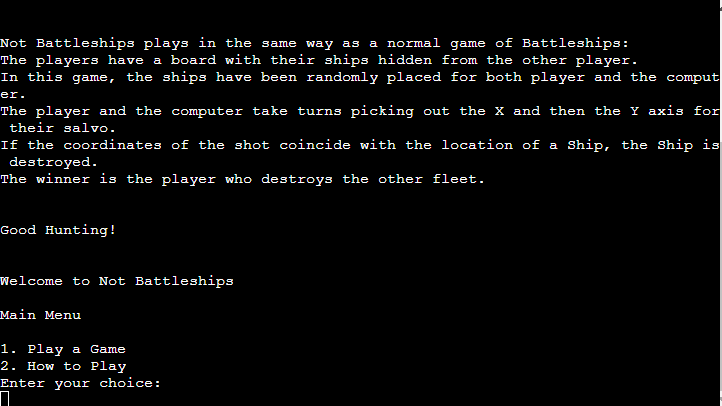 Not Battleships plays in the same way as a normal game of Battleships:
The players have a board with their ships hidden from the other player.
In this game, the ships have been randomly placed for both player and the comput
er.
The player and the computer take turns picking out the X and then the Y axis for
 their salvo.
If the coordinates of the shot coincide with the location of a Ship, the Ship is
 destroyed.
The winner is the player who destroys the other fleet.
Good Hunting!
Welcome to Not Battleships
Main Menu
1. Play a Game
2. How to Play
Enter your choice: